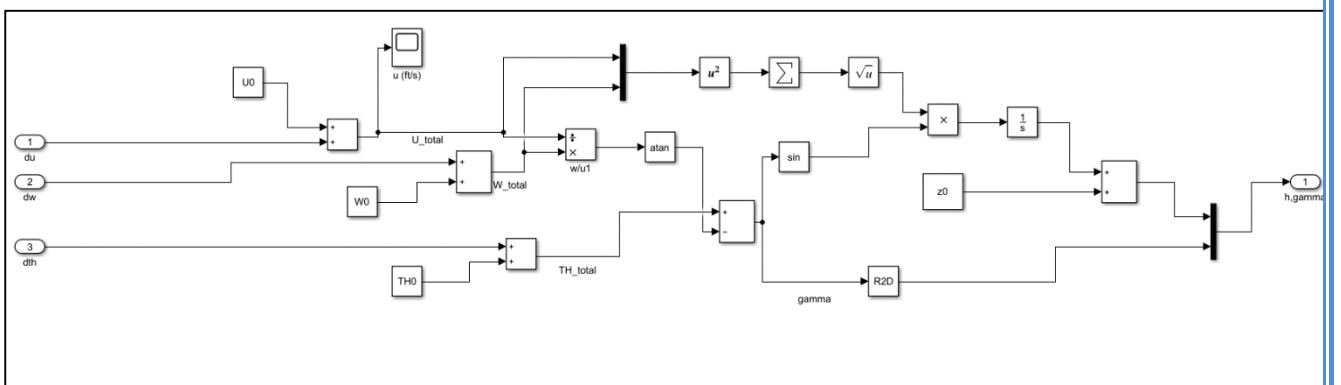 U0
u (ft/s)
+
+
1
du
U_total
÷
×
w/u1
atan
u²
∑
√u
×
1
s
sin
2
dw
+
+
W_total
W0
z0
+
+
1
h,gamma
3
dth
+
+
TH0
TH_total
+
−
gamma
R2D